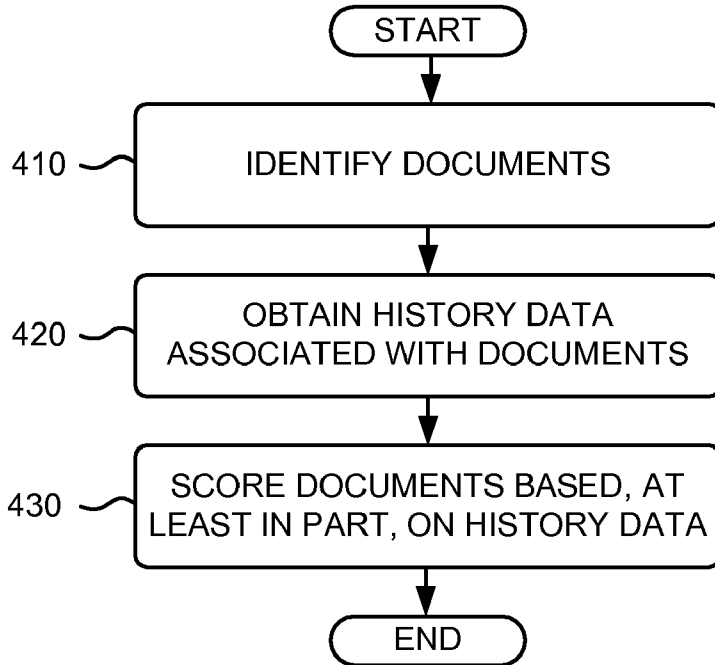 START
410
IDENTIFY DOCUMENTS
420
OBTAIN HISTORY DATA
ASSOCIATED WITH DOCUMENTS
430
SCORE DOCUMENTS BASED, AT
LEAST IN PART, ON HISTORY DATA
END